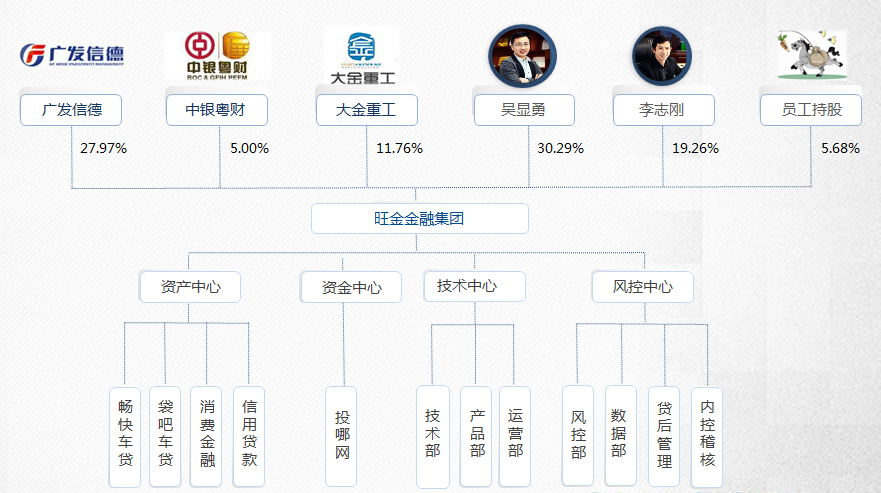 广发信德
中银粤财
BOC & GFIH PEFM
大金重工
广发信德
中银粤财
大金重工
吴显勇
李志刚
员工持股
27.97%
5.00%
11.76%
30.29%
19.26%
5.68%
旺金金融集团
资产中心
资金中心
技术中心
风控中心
畅快车贷
袋吧车贷
消费金融
信用贷款
投哪网
技术部
产品部
运营部
风控部
数据部
贷后管理
内控稽核